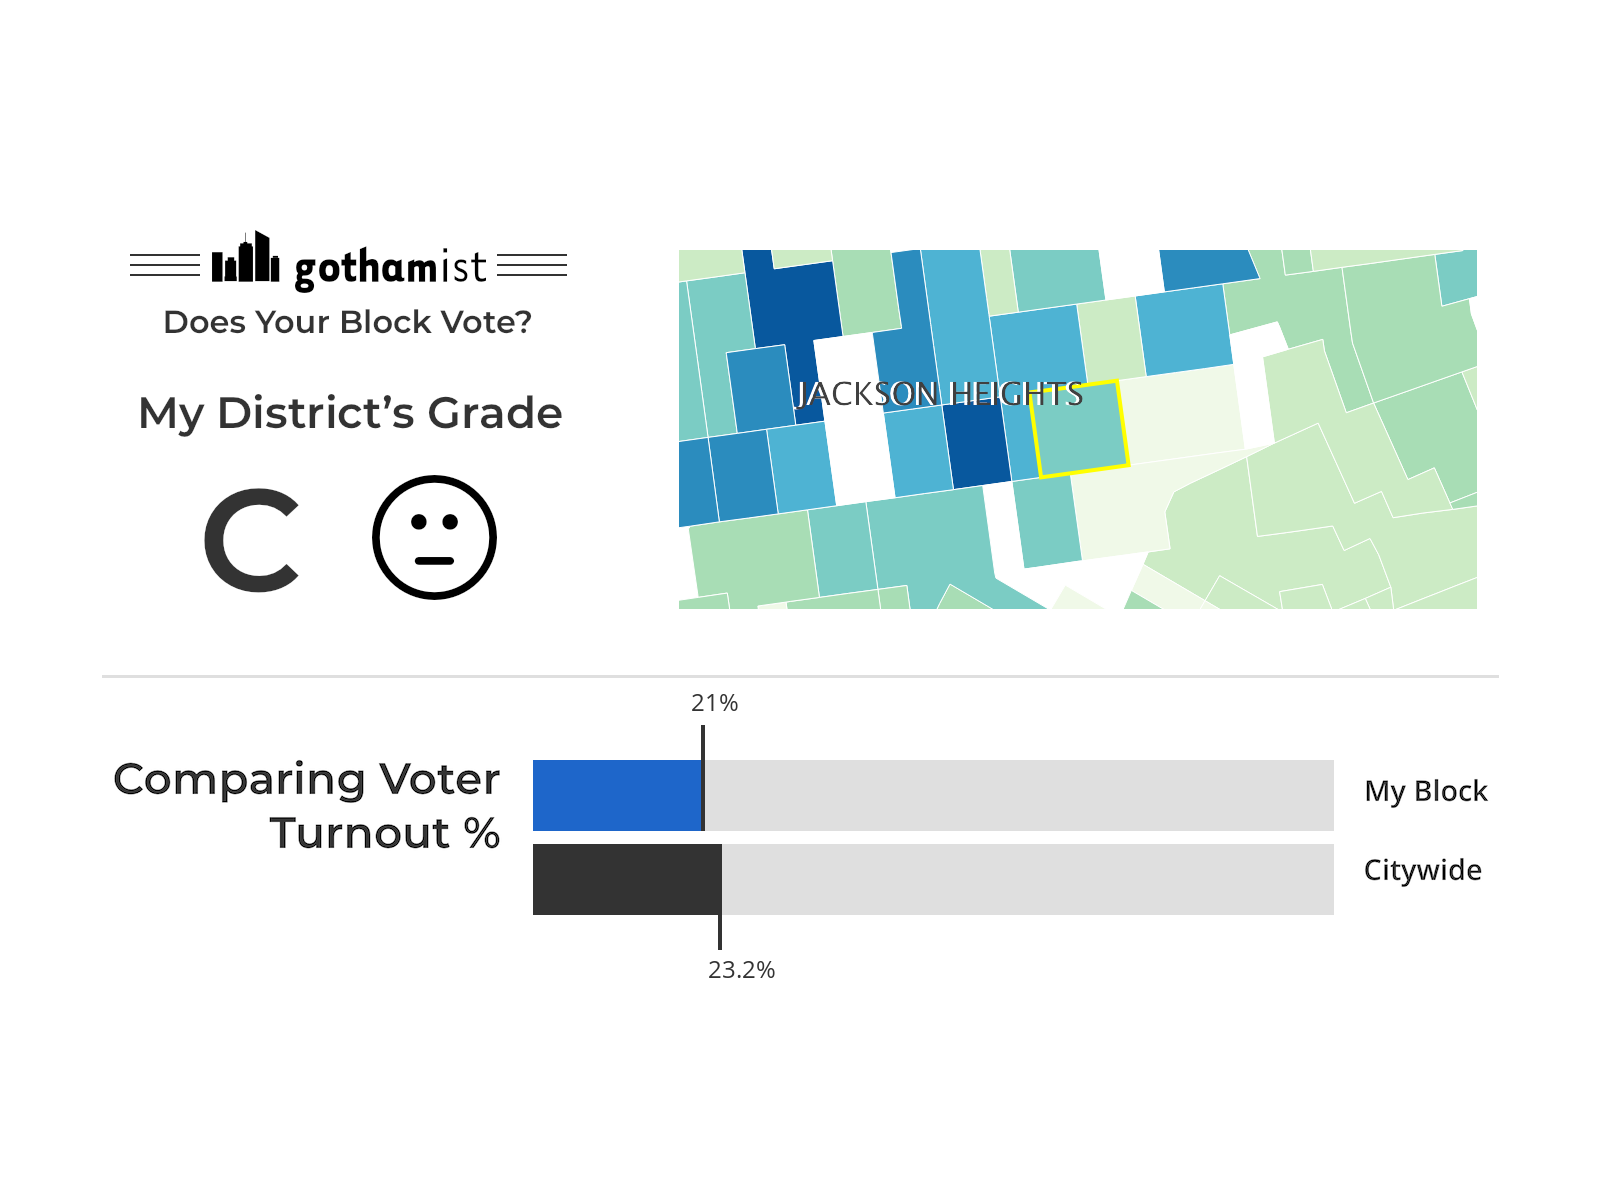 gothamist
Does Your Block Vote?
My District’s Grade
C
JACKSON HEIGHTS
21%
Comparing Voter
Turnout %
My Block
Citywide
23.2%